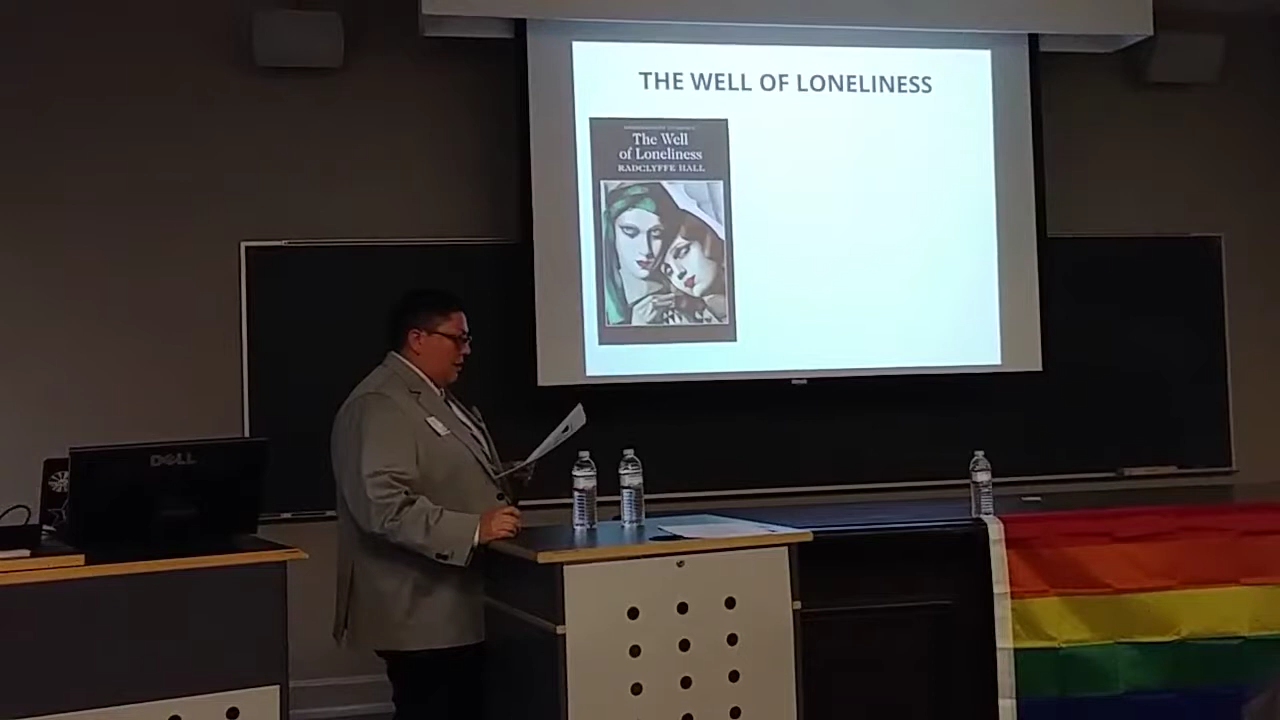 THE WELL OF LONELINESS
The Well
of Loneliness
RADCLYFFE HALL
DELL